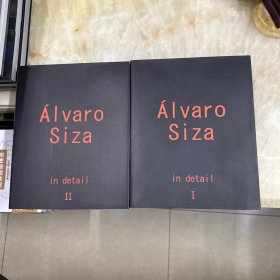 Álvaro
Siza
in detail
II
Álvaro
Siza
in detail
I